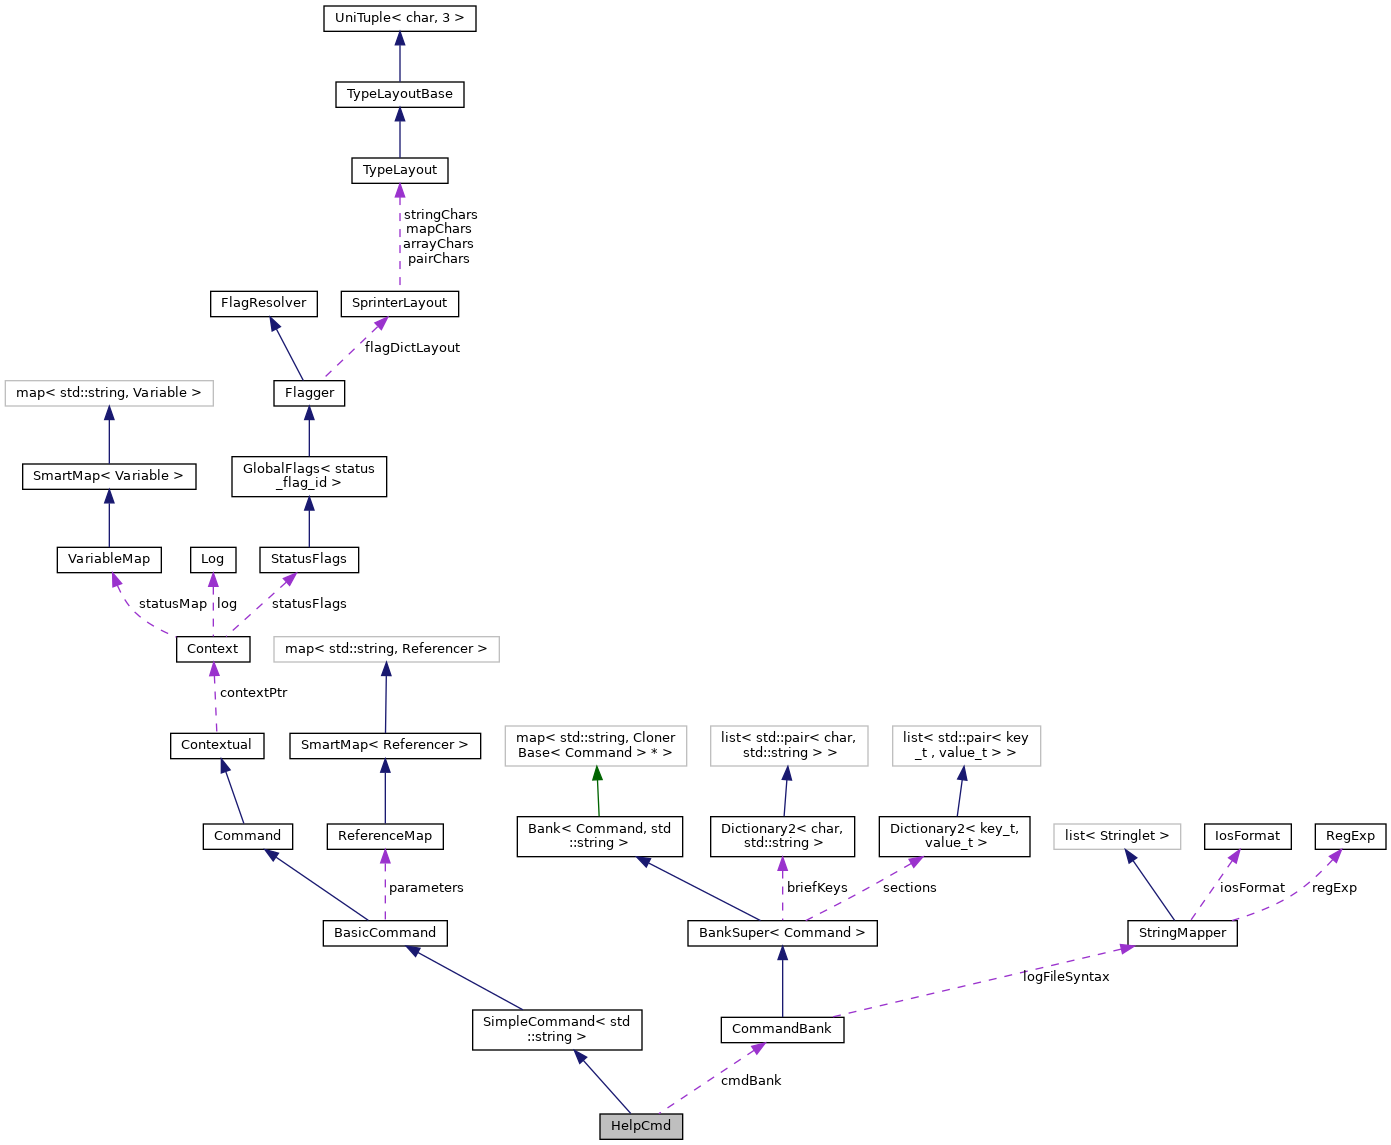 UniTuple< char, 3 >
TypeLayoutBase
TypeLayout
stringChars
mapChars
arrayChars
pairChars
FlagResolver
SprinterLayout
flagDictLayout
map< std::string, Variable >
Flagger
SmartMap< Variable >
GlobalFlags< status
_flag_id >
VariableMap
Log
StatusFlags
statusMap
log
statusFlags
Context
map< std::string, Referencer >
contextPtr
Contextual
SmartMap< Referencer >
map< std::string, Cloner
Base< Command > * >
list< std::pair< char,
std::string > >
list< std::pair< key
_t , value_t > >
Command
ReferenceMap
Bank< Command, std
::string >
Dictionary2< char,
std::string >
Dictionary2< key_t,
value_t >
list< Stringlet >
IosFormat
RegExp
parameters
briefKeys
sections
iosFormat
regExp
BasicCommand
BankSuper< Command >
StringMapper
logFileSyntax
SimpleCommand< std
::string >
CommandBank
cmdBank
HelpCmd